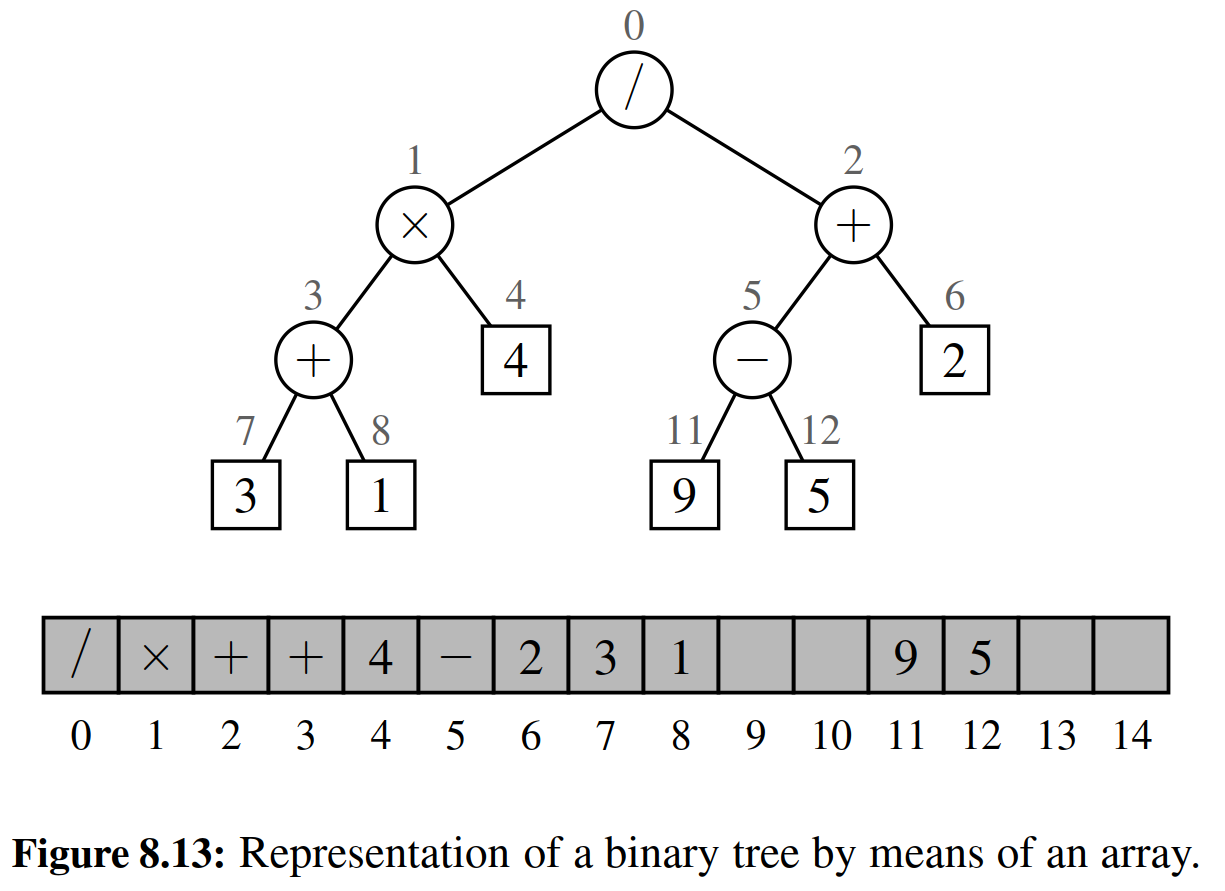 0
/
1 2
× +
3 4 5 6
+ 4 − 2
7 8 11 12
3 1 9 5
/ × + + 4 − 2 3 1 9 5
0 1 2 3 4 5 6 7 8 9 10 11 12 13 14
Figure 8.13: Representation of a binary tree by means of an array.